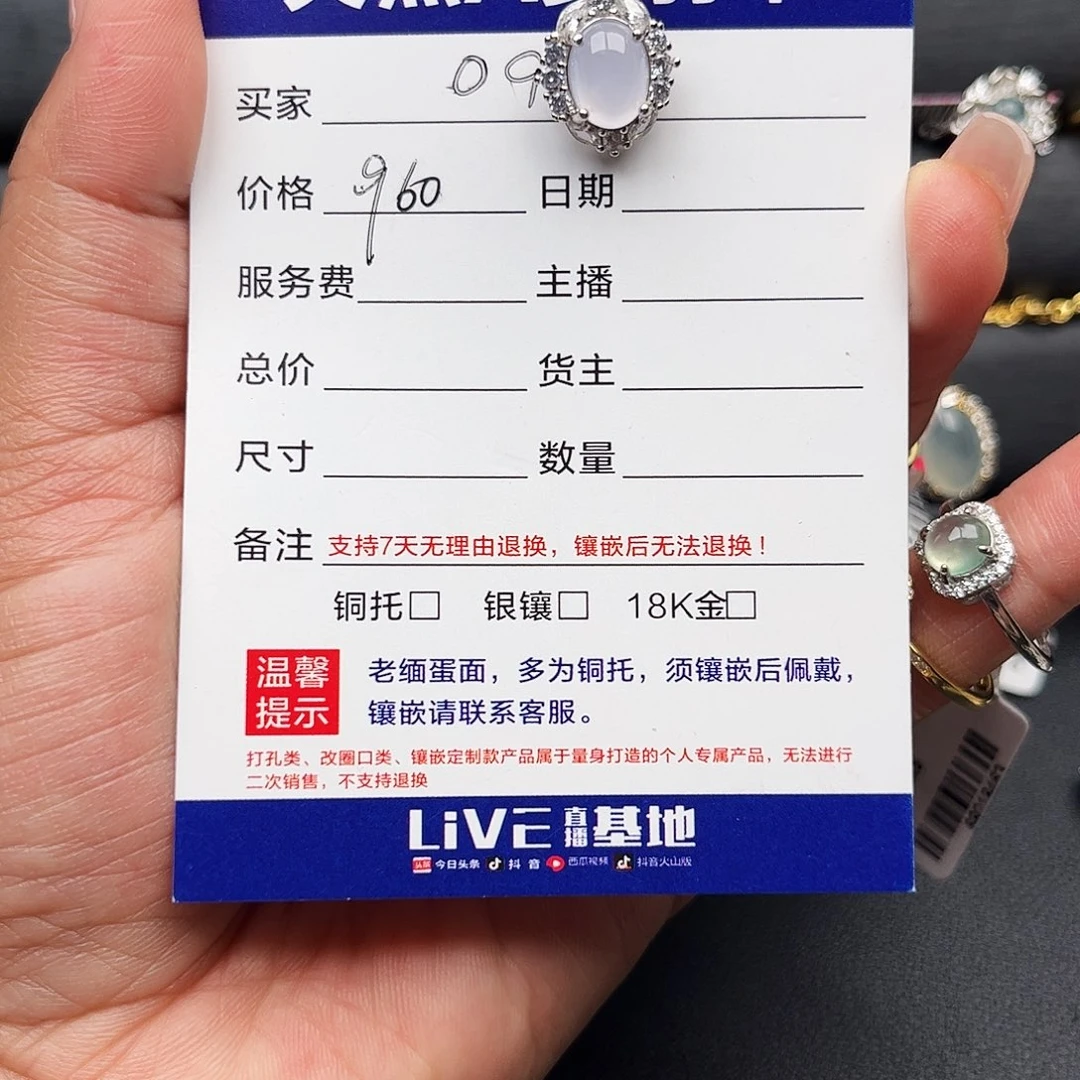 买家 09
价格 960 日期
服务费 主播
总价 货主
尺寸 数量
备注 支持7天无理由退换，镶嵌后无法退换！
铜托□ 银镶□ 18K金□
温馨提示
老缅蛋面，多为铜托，须镶嵌后佩戴，
镶嵌请联系客服。
打孔类、改圈口类、镶嵌定制款产品属于量身打造的个人专属产品，无法进行
二次销售，不支持退换
LiVE 直播 基地
头条 今日头条 抖音 西瓜视频 抖音火山版